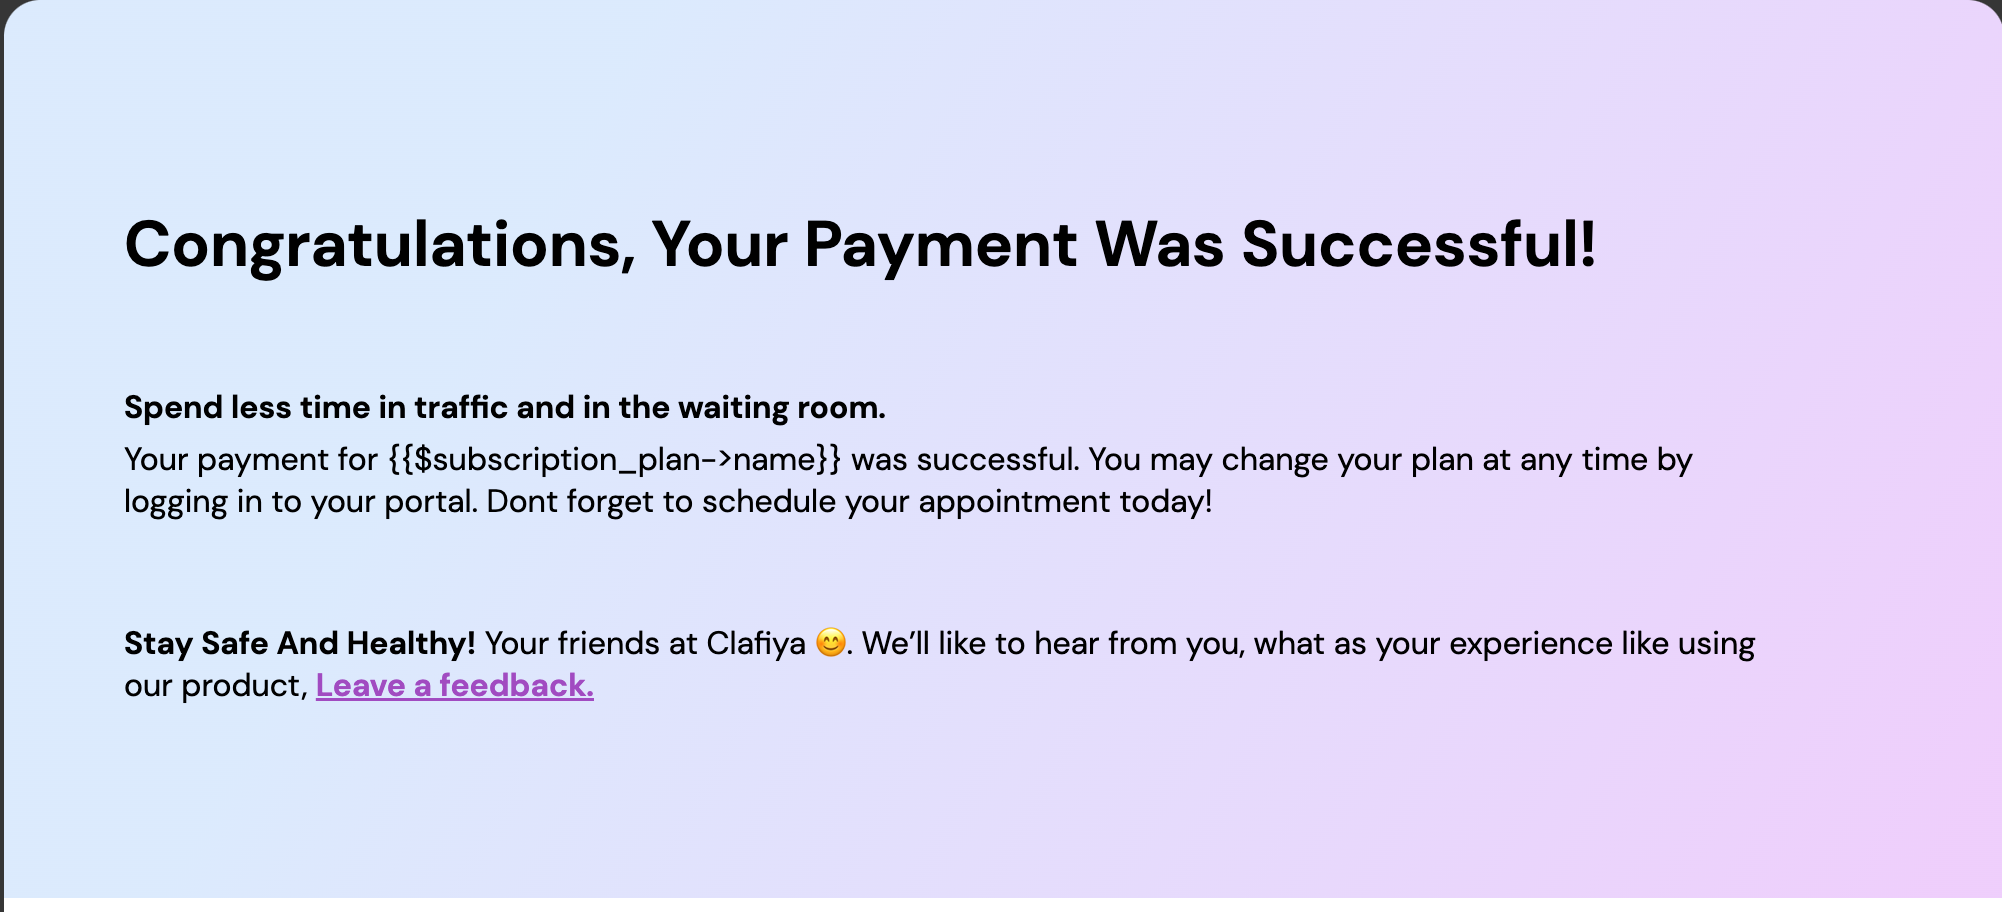 Congratulations, Your Payment Was Successful!
Spend less time in traffic and in the waiting room.
Your payment for {{$subscription_plan->name}} was successful. You may change your plan at any time by
logging in to your portal. Dont forget to schedule your appointment today!
Stay Safe And Healthy! Your friends at Clafiya 😊. We’ll like to hear from you, what as your experience like using
our product, Leave a feedback.